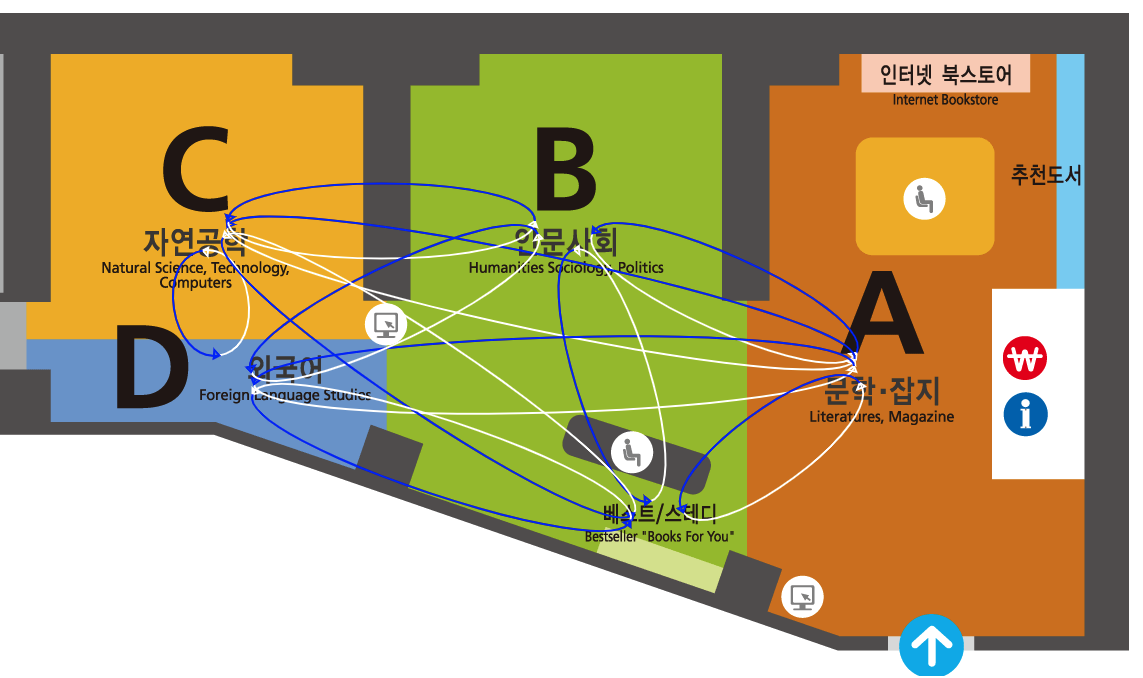 인터넷 북스토어
Internet Bookstore
추천도서
C
자연공학
Natural Science, Technology,
Computers
B
인문사회
Humanities Sociology, Politics
A
문학·잡지
Literatures, Magazine
D
외국어
Foreign Language Studies
베스트/스테디
Bestseller "Books For You"
₩
i